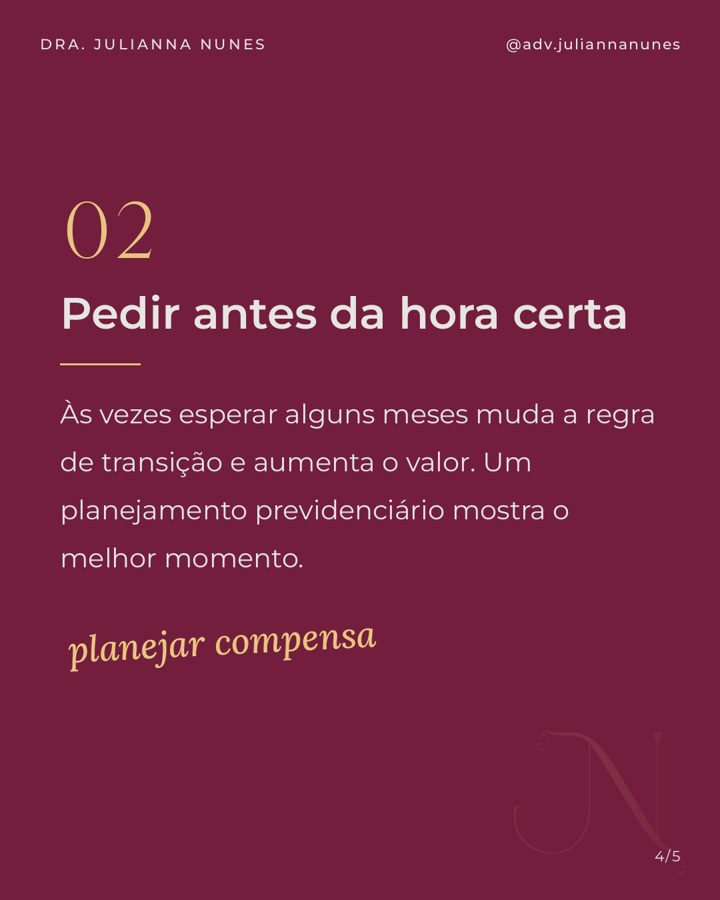 DRA. JULIANNA NUNES
@adv.juliannanunes
02
Pedir antes da hora certa
Às vezes esperar alguns meses muda a regra
de transição e aumenta o valor. Um
planejamento previdenciário mostra o
melhor momento.
planejar compensa
JN
4/5